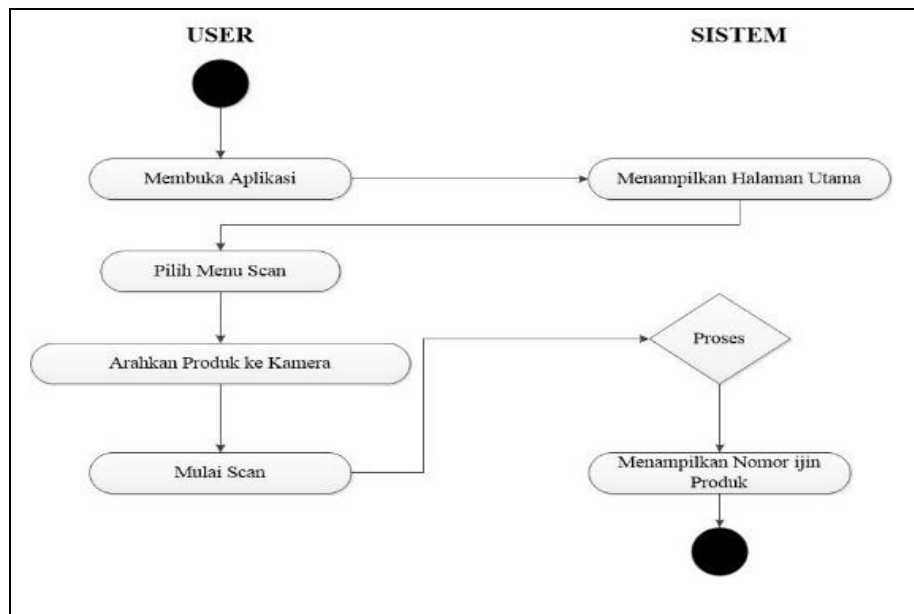 USER
SISTEM
Membuka Aplikasi
Menampilkan Halaman Utama
Pilih Menu Scan
Arahkan Produk ke Kamera
Proses
Mulai Scan
Menampilkan Nomor ijin
Produk